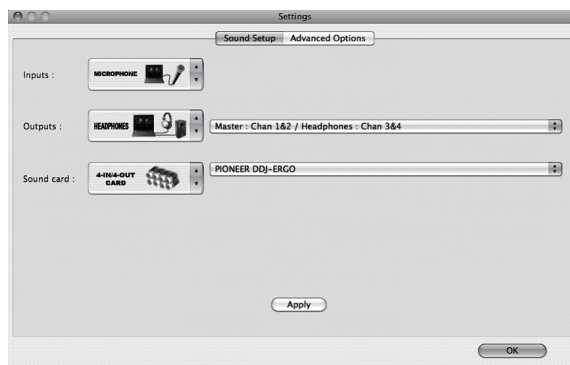 Settings
Sound Setup Advanced Options
Inputs :
MICROPHONE
Outputs :
HEADPHONES
Master : Chan 1&2 / Headphones : Chan 3&4
Sound card :
4-IN/4-OUT
CARD
PIONEER DDJ-ERGO
Apply
OK